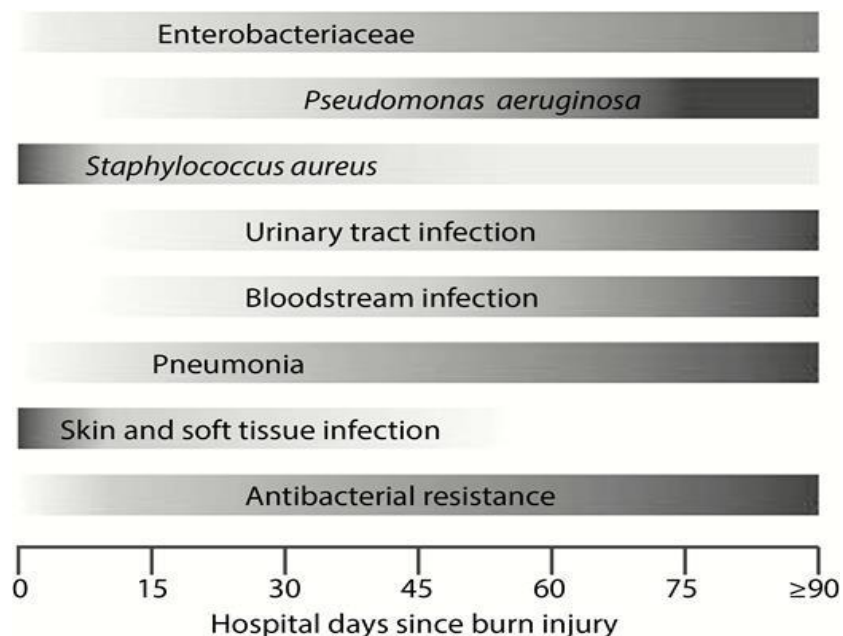 Enterobacteriaceae
Pseudomonas aeruginosa
Staphylococcus aureus
Urinary tract infection
Bloodstream infection
Pneumonia
Skin and soft tissue infection
Antibacterial resistance
0 15 30 45 60 75 ≥90
Hospital days since burn injury